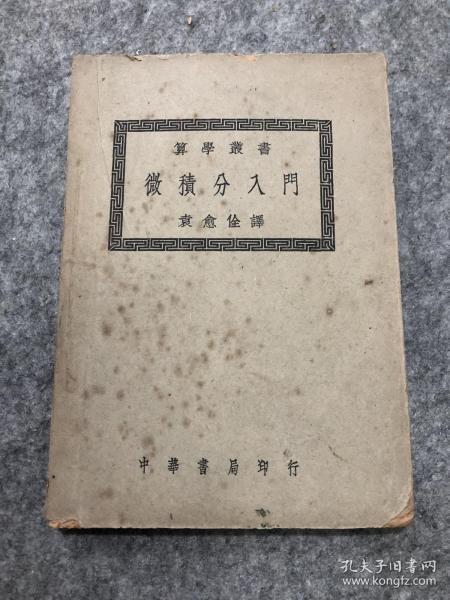 算學叢書
微積分入門
袁愈佺譯
中華書局印行
孔夫子旧书网
www.kongfz.com